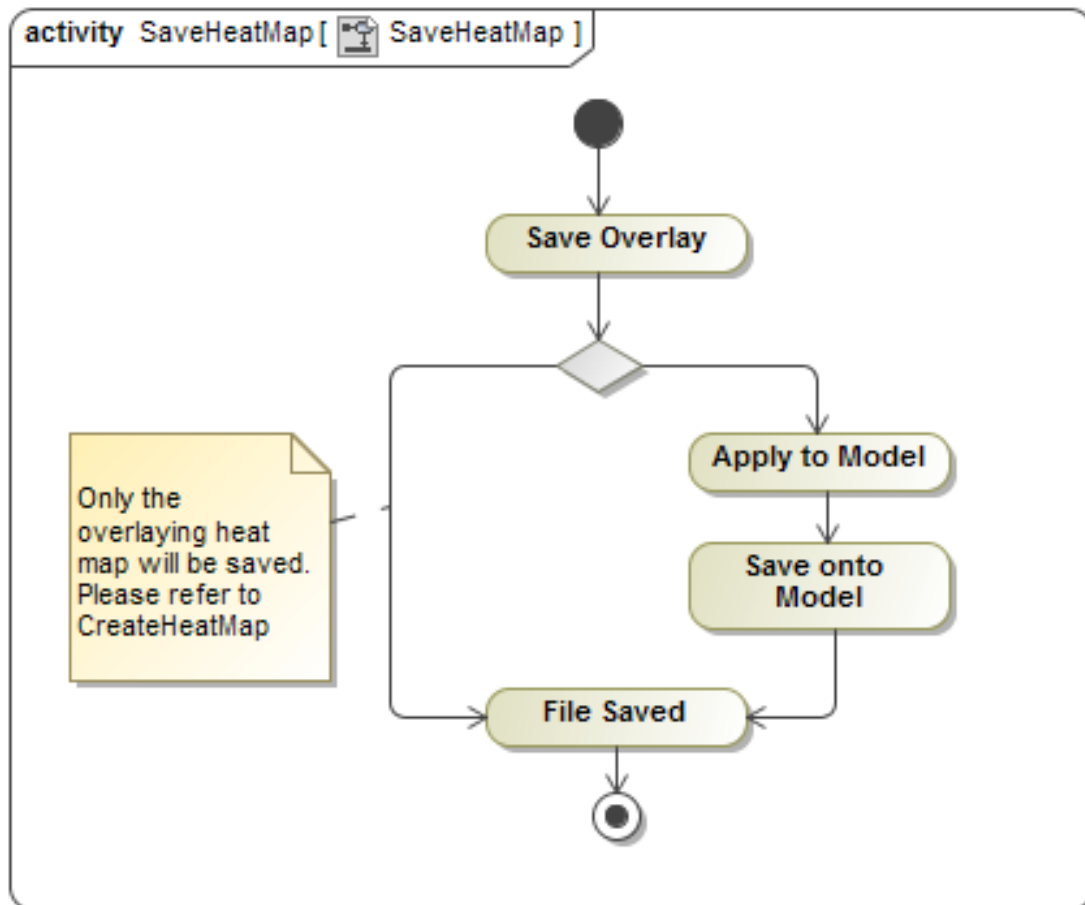 activity SaveHeatMap [ SaveHeatMap ]
Save Overlay
Apply to Model
Only the
overlaying heat
map will be saved.
Please refer to
CreateHeatMap
Save onto
Model
File Saved